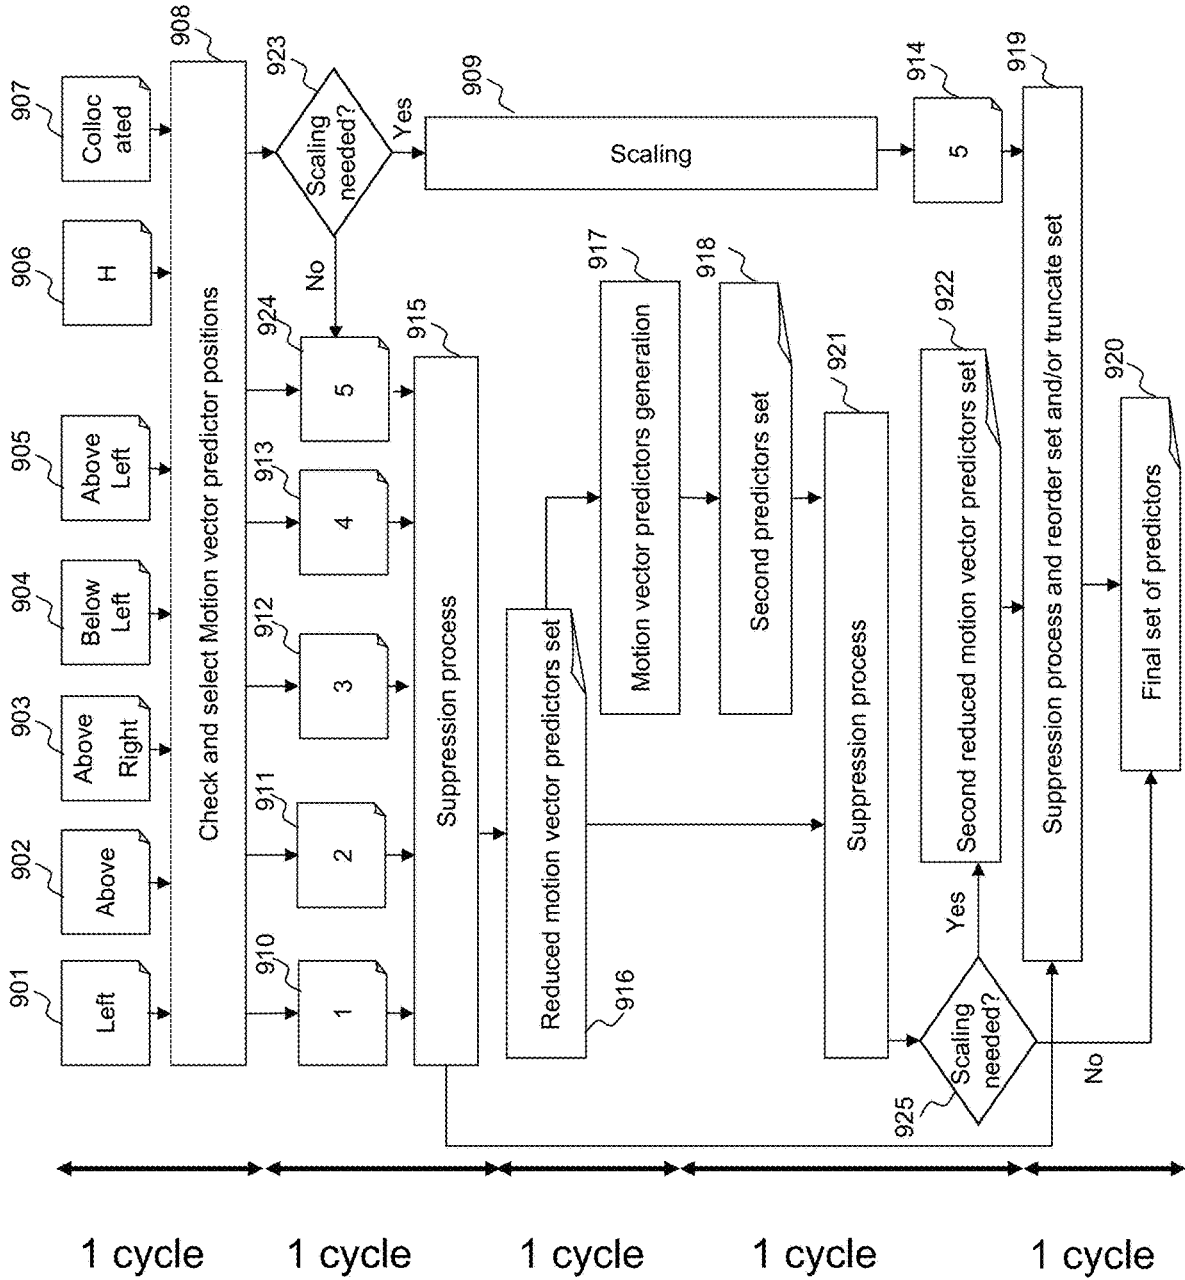 901
Left
902
Above
903
Above
Right
904
Below
Left
905
Above
Left
906
H
907
Colloc
ated
908
Check and select Motion vector predictor positions
923
Scaling
needed?
Yes
No
909
Scaling
914
5
910
1
911
2
912
3
913
4
924
5
915
Suppression process
916
Reduced motion vector predictors set
917
Motion vector predictors generation
918
Second predictors set
921
Suppression process
925
Scaling
needed?
Yes
No
922
Second reduced motion vector predictors set
919
Suppression process and reorder set and/or truncate set
920
Final set of predictors
1 cycle
1 cycle
1 cycle
1 cycle
1 cycle